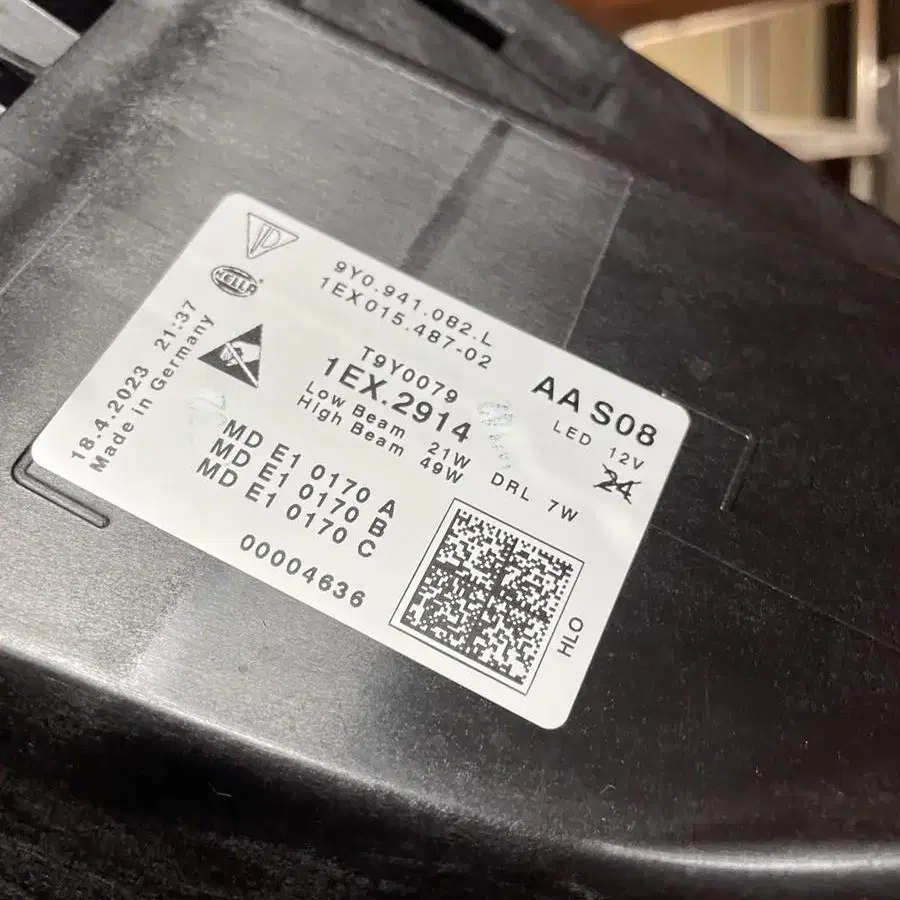 HELLA
9Y0.941.082.L
1EX015.487-02
18.4.2023 21:37
Made in Germany
T9Y0079
1EX.2914
Low Beam 21W
High Beam 49W DRL 7W
AA S08
LED 12V
24
MD E1 0170 A
MD E1 0170 B
MD E1 0170 C
00004636
HLO